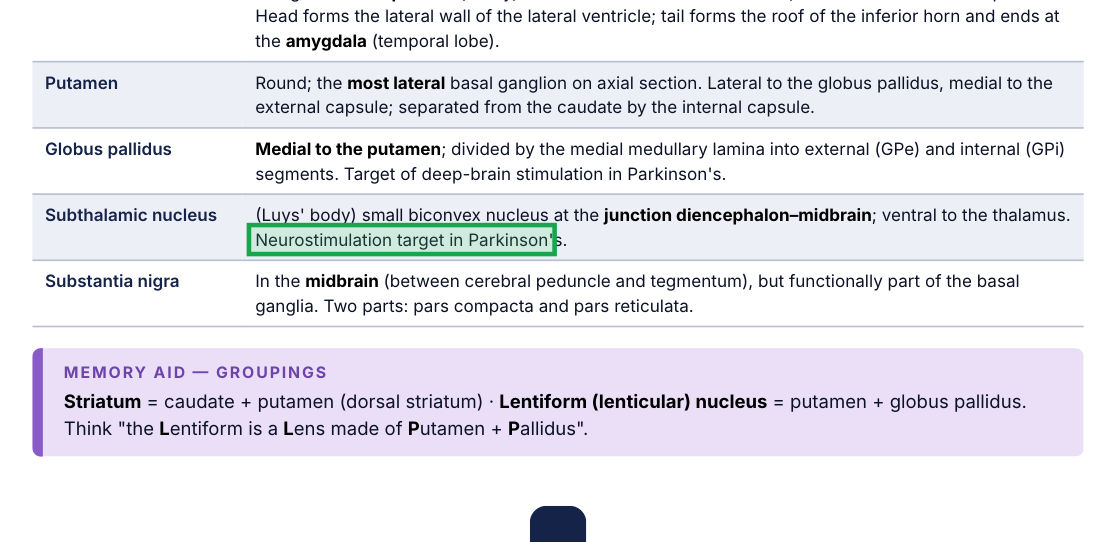 Head forms the lateral wall of the lateral ventricle; tail forms the roof of the inferior horn and ends at
the amygdala (temporal lobe).
Putamen
Round; the most lateral basal ganglion on axial section. Lateral to the globus pallidus, medial to the
external capsule; separated from the caudate by the internal capsule.
Globus pallidus
Medial to the putamen; divided by the medial medullary lamina into external (GPe) and internal (GPi)
segments. Target of deep-brain stimulation in Parkinson's.
Subthalamic nucleus
(Luys' body) small biconvex nucleus at the junction diencephalon–midbrain; ventral to the thalamus.
Neurostimulation target in Parkinson's.
Substantia nigra
In the midbrain (between cerebral peduncle and tegmentum), but functionally part of the basal
ganglia. Two parts: pars compacta and pars reticulata.
MEMORY AID — GROUPINGS
Striatum = caudate + putamen (dorsal striatum) · Lentiform (lenticular) nucleus = putamen + globus pallidus.
Think "the Lentiform is a Lens made of Putamen + Pallidus".